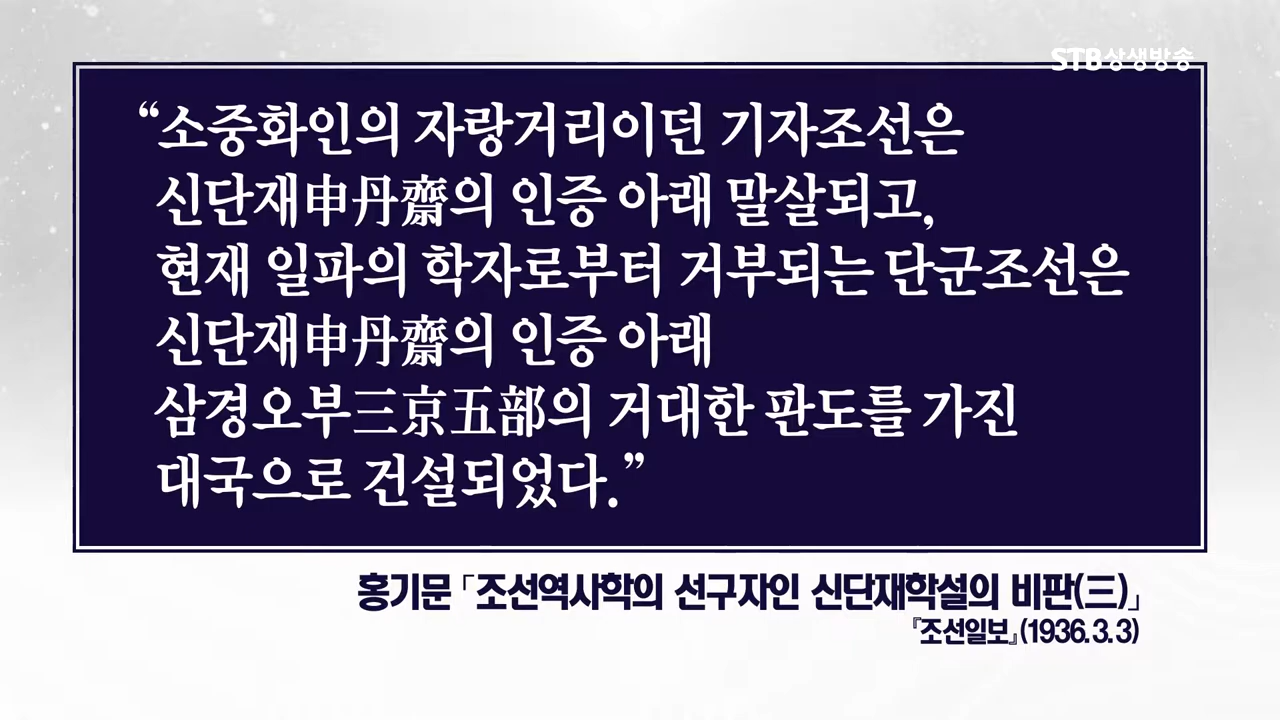 STB상생방송
“소중화인의 자랑거리이던 기자조선은
신단재申丹齋의 인증 아래 말살되고,
현재 일파의 학자로부터 거부되는 단군조선은
신단재申丹齋의 인증 아래
삼경오부三京五部의 거대한 판도를 가진
대국으로 건설되었다.”
홍기문 「조선역사학의 선구자인 신단재학설의 비판(三)」
『조선일보』(1936.3.3)